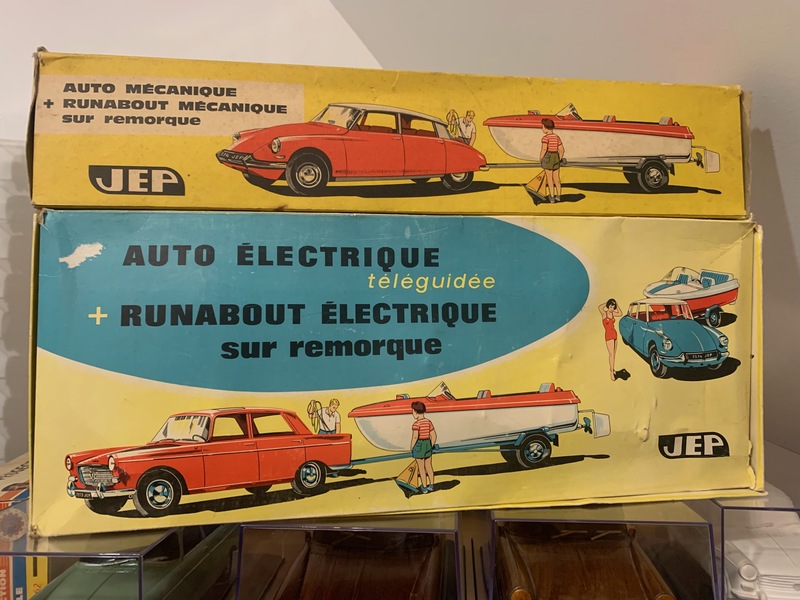 AUTO MÉCANIQUE
+ RUNABOUT MÉCANIQUE
sur remorque
JEP
AUTO ÉLECTRIQUE
téléguidée
+ RUNABOUT ÉLECTRIQUE
sur remorque
JEP